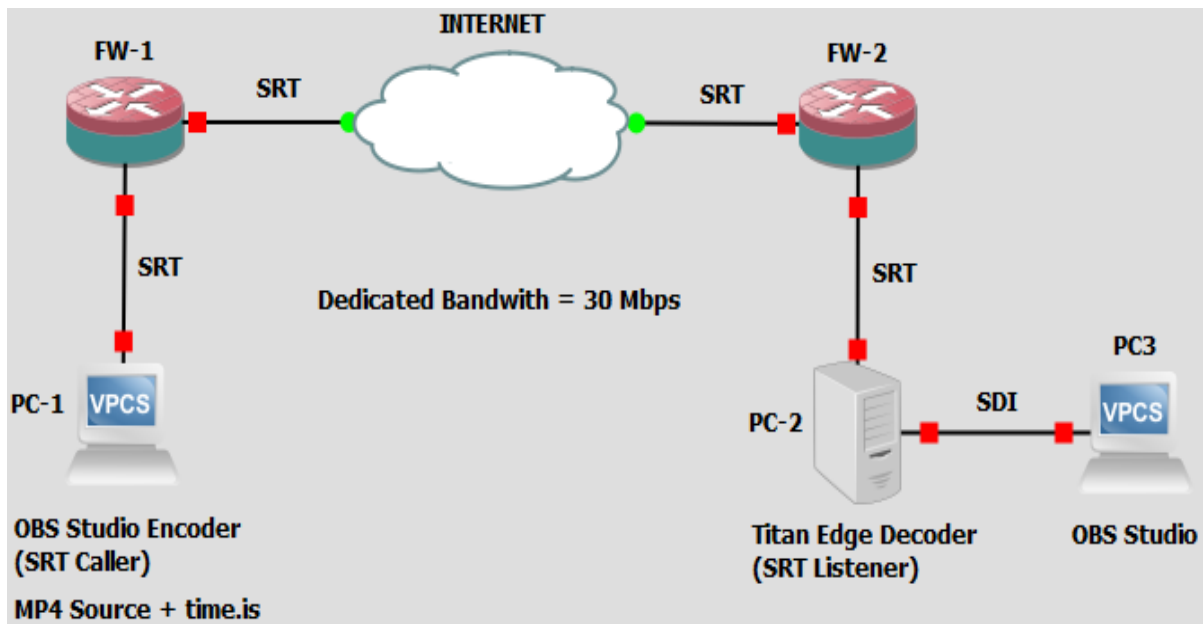 INTERNET
FW-1
FW-2
SRT
SRT
SRT
SRT
Dedicated Bandwith = 30 Mbps
PC-1
VPCS
PC-2
SDI
PC3
VPCS
OBS Studio Encoder
(SRT Caller)
MP4 Source + time.is
Titan Edge Decoder
(SRT Listener)
OBS Studio